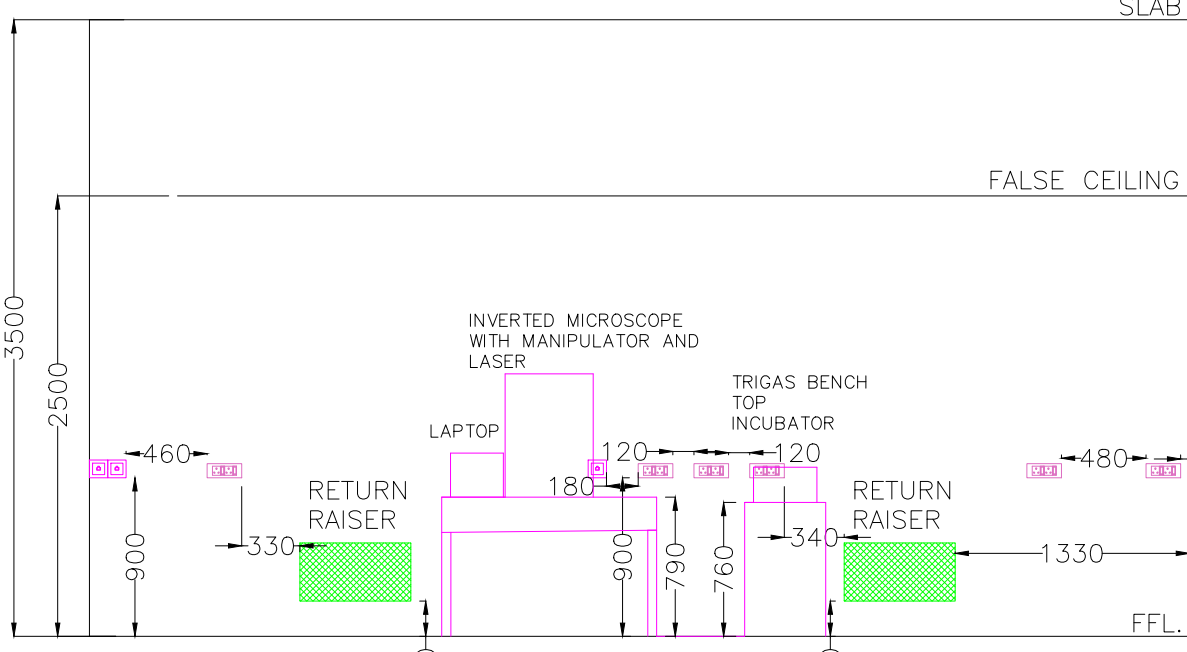 SLAB
FALSE CEILING
3500
2500
INVERTED MICROSCOPE
WITH MANIPULATOR AND
LASER
TRIGAS BENCH
TOP
INCUBATOR
LAPTOP
460
120
120
480
180
RETURN
RAISER
RETURN
RAISER
330
340
1330
900
900
790
760
FFL.